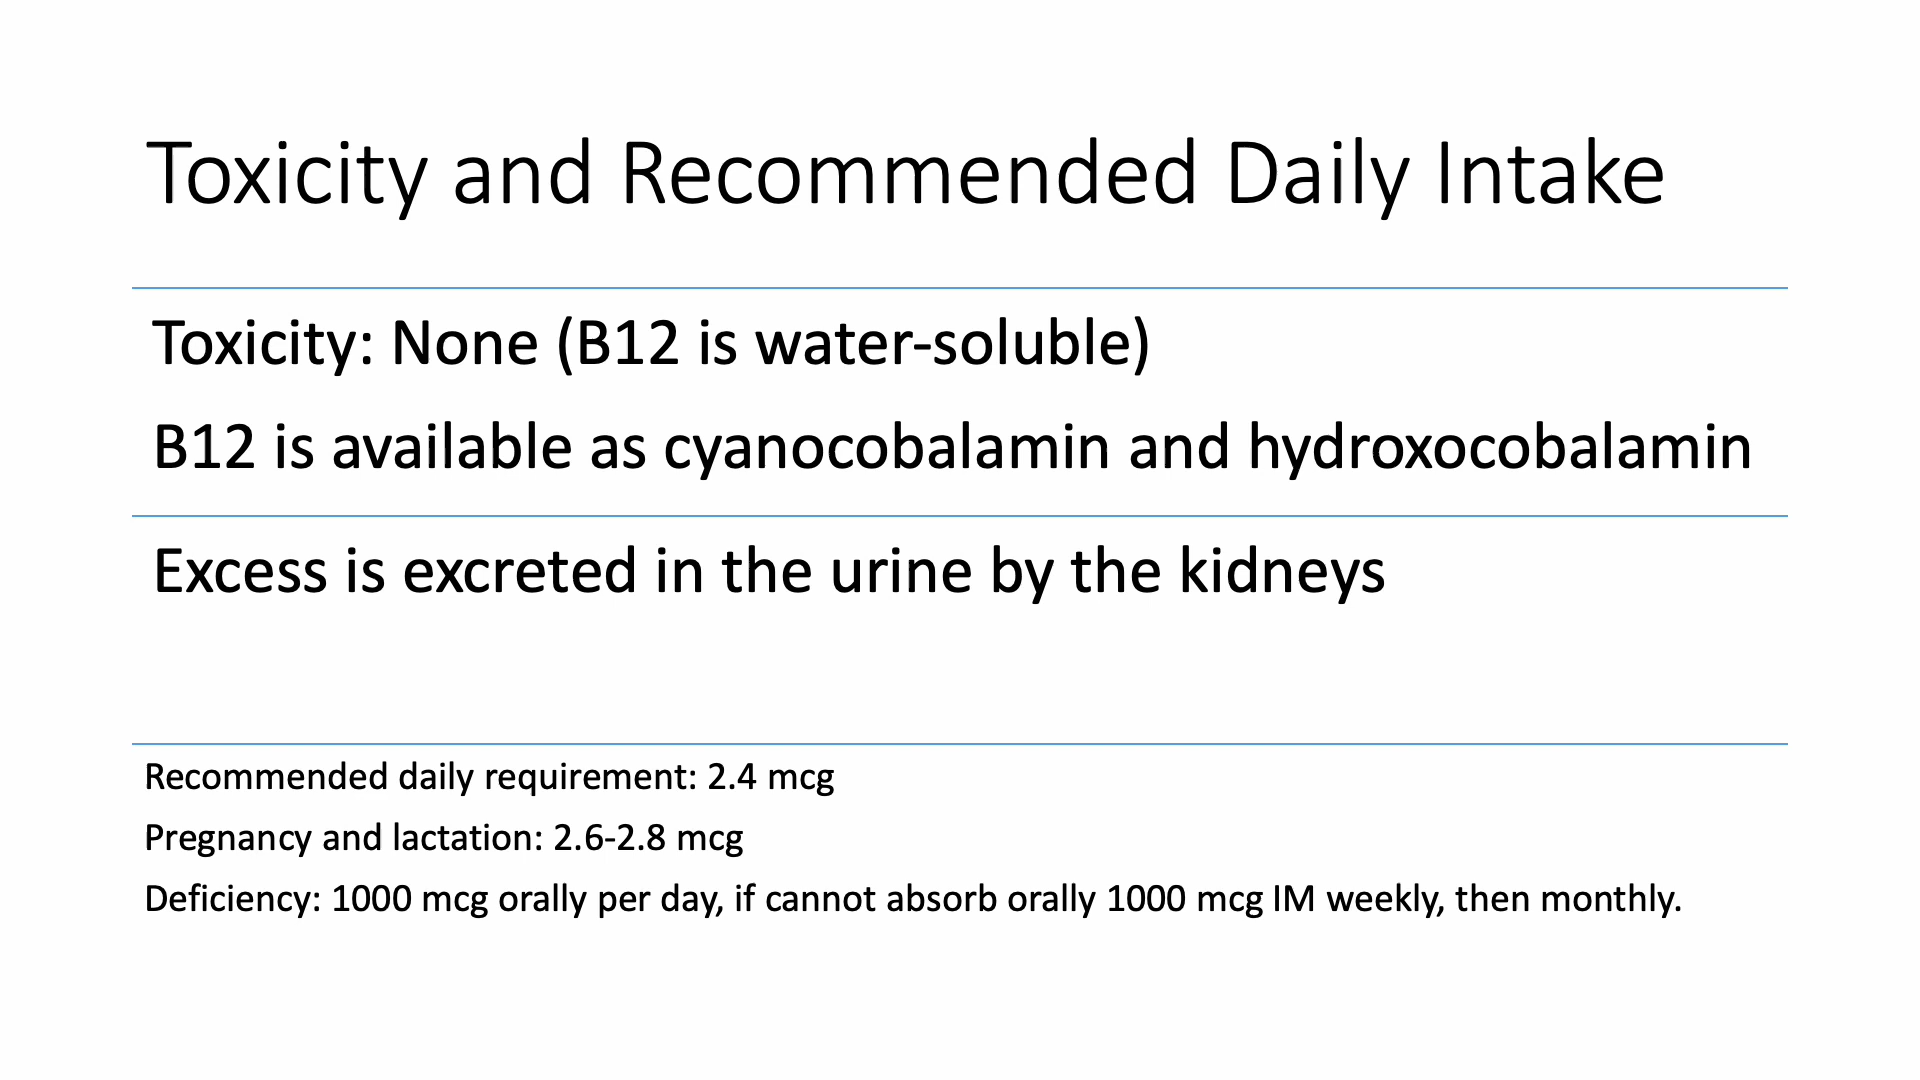 Toxicity and Recommended Daily Intake
Toxicity: None (B12 is water-soluble)
B12 is available as cyanocobalamin and hydroxocobalamin
Excess is excreted in the urine by the kidneys
Recommended daily requirement: 2.4 mcg
Pregnancy and lactation: 2.6-2.8 mcg
Deficiency: 1000 mcg orally per day, if cannot absorb orally 1000 mcg IM weekly, then monthly.